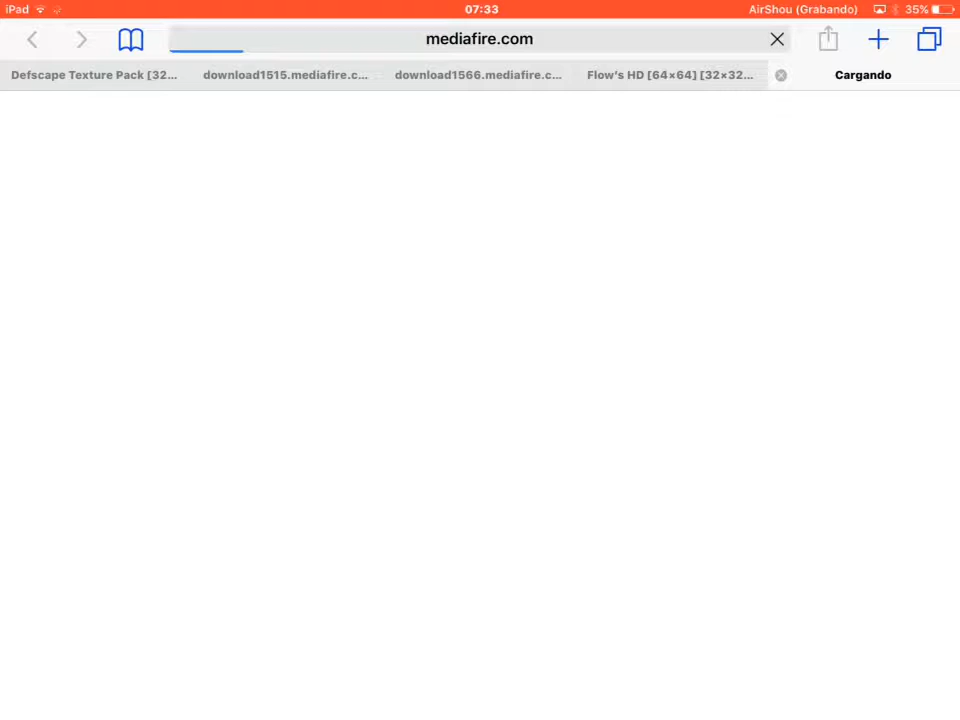 iPad 07:33 AirShou (Grabando) 35%
mediafire.com
Defscape Texture Pack [32... download1515.mediafire.c... download1566.mediafire.c... Flow's HD [64×64] [32×32... Cargando